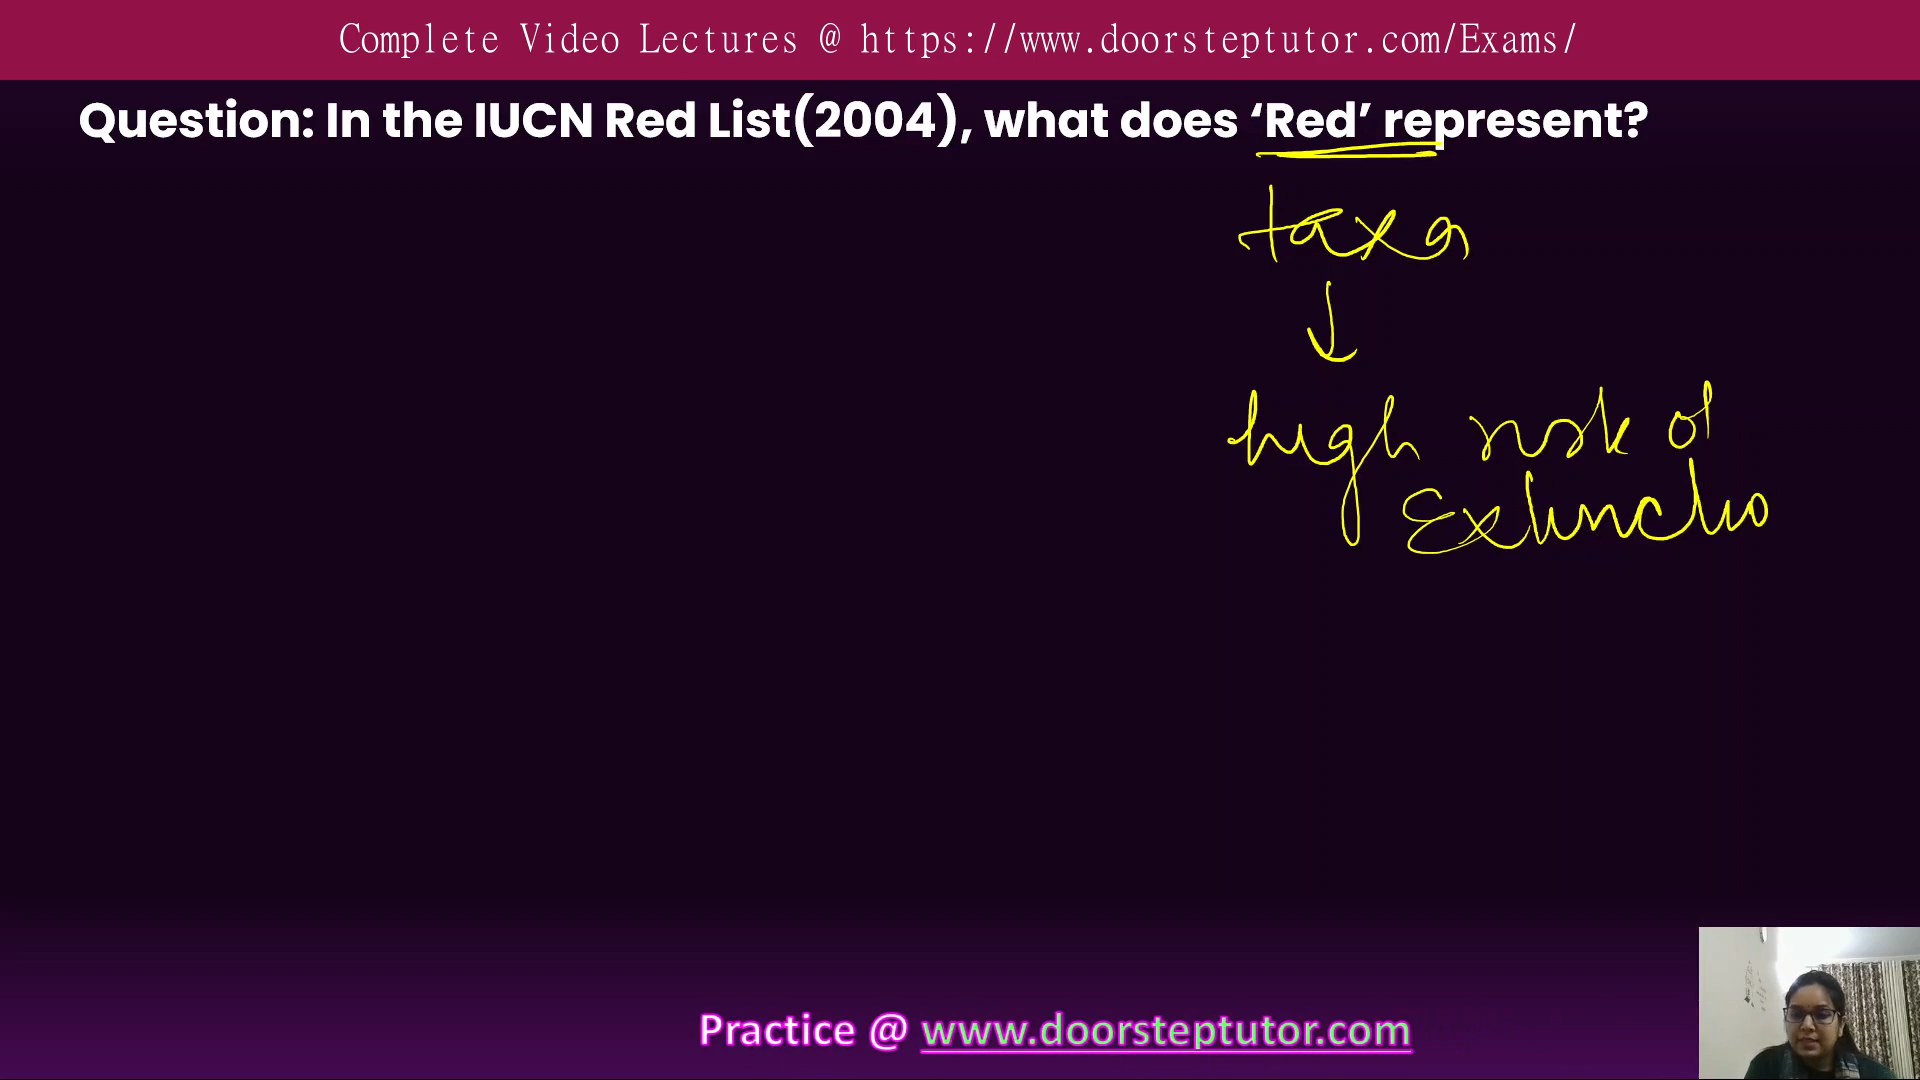 Complete Video Lectures @ https://www.doorsteptutor.com/Exams/
Question: In the IUCN Red List(2004), what does ‘Red’ represent?
taxa
↓
high risk of
Extinctio
Practice @ www.doorsteptutor.com